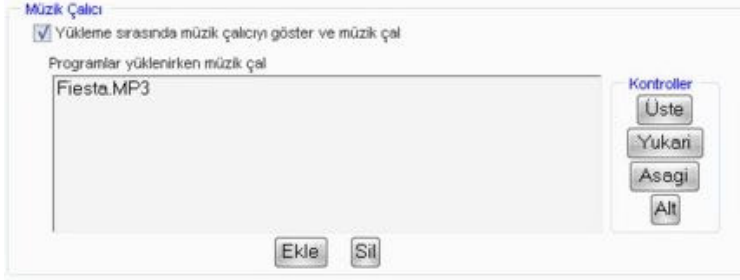 Müzik Çalıcı
Yükleme sırasında müzik çalıcıyı göster ve müzik çal
Programlar yüklenirken müzik çal
Fiesta.MP3
Kontroller
Üste
Yukari
Asagi
Alt
Ekle
Sil